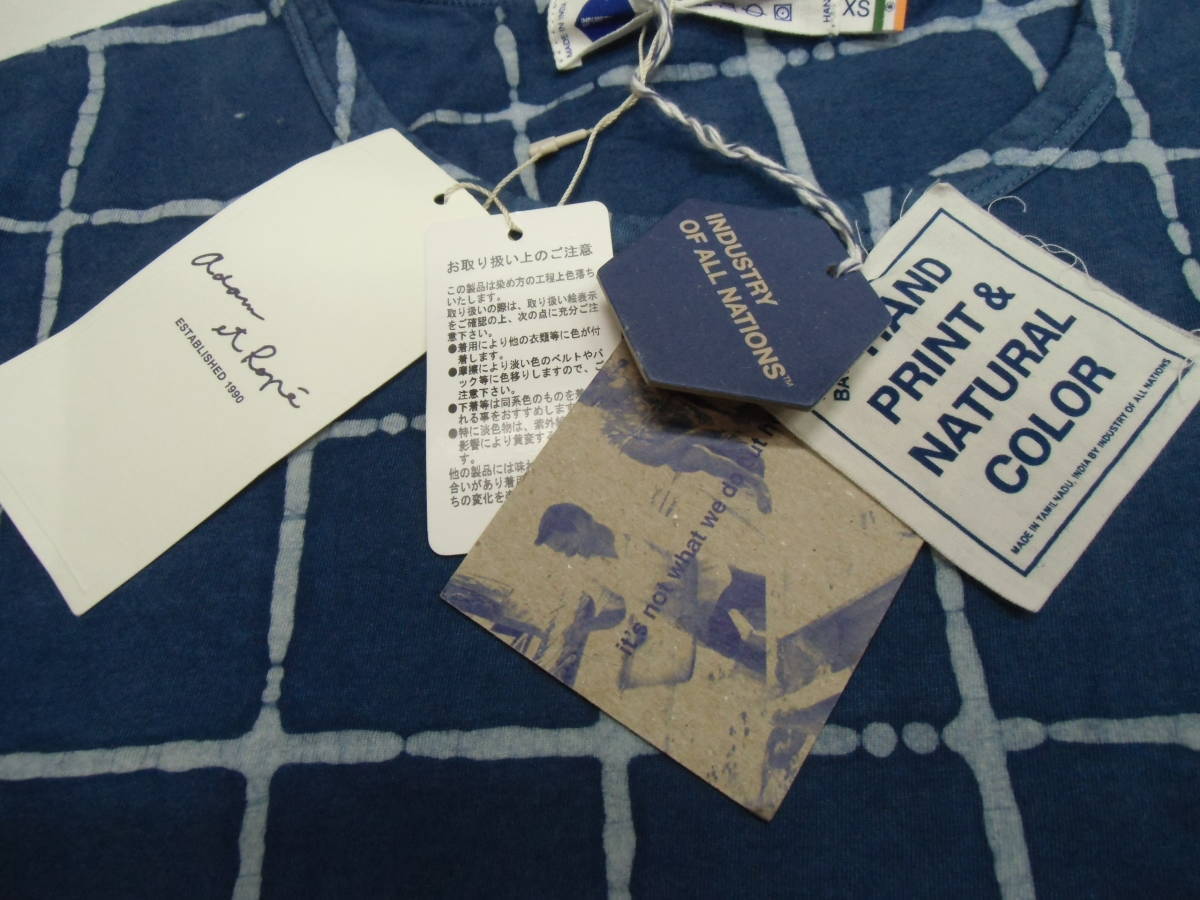 MADE IN INDIA
XS
adam
et Ropé
ESTABLISHED 1990
お取り扱い上のご注意
この製品は染め方の工程上色落ち
いたします。
取り扱いの際は、取り扱い絵表示
をご確認の上、次の点に充分ご注
意下さい。
●着用により他の衣類等に色が付
着します。
●摩擦により淡い色のベルトやバ
ック等に色移りしますので、ご
注意下さい。
●下着等は同系色のものを着
れる事をおすすめします
●特に淡色物は、紫外
影響により黄変す
す。
他の製品には味わ
合いがあり着用
ちの変化を
INDUSTRY
OF ALL NATIONS™
it's not what we do
HAND
PRINT &
NATURAL
COLOR
MADE IN TAMIL NADU, INDIA BY INDUSTRY OF ALL NATIONS